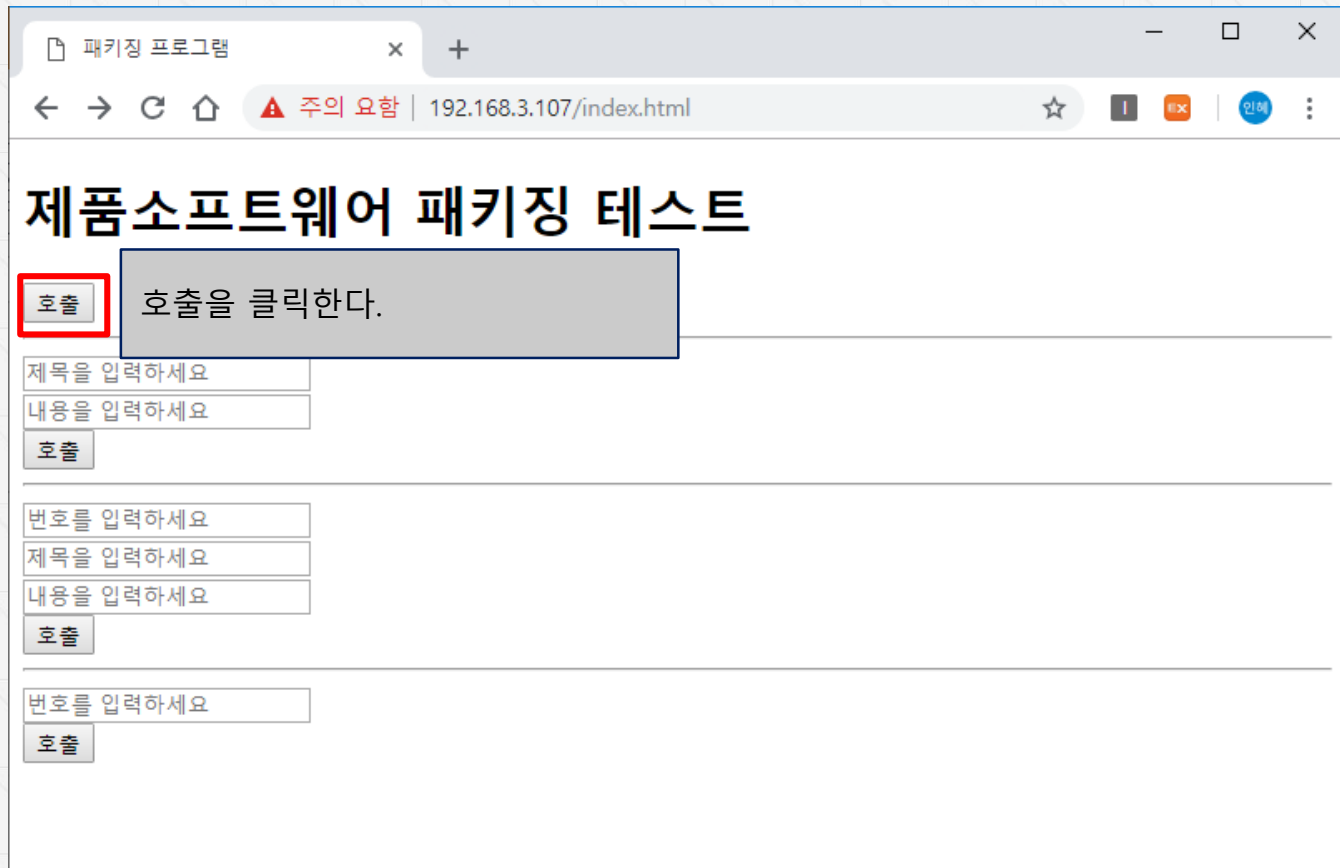 패키징 프로그램
주의 요함 | 192.168.3.107/index.html
인혜
제품소프트웨어 패키징 테스트
호출
호출을 클릭한다.
제목을 입력하세요
내용을 입력하세요
호출
번호를 입력하세요
제목을 입력하세요
내용을 입력하세요
호출
번호를 입력하세요
호출